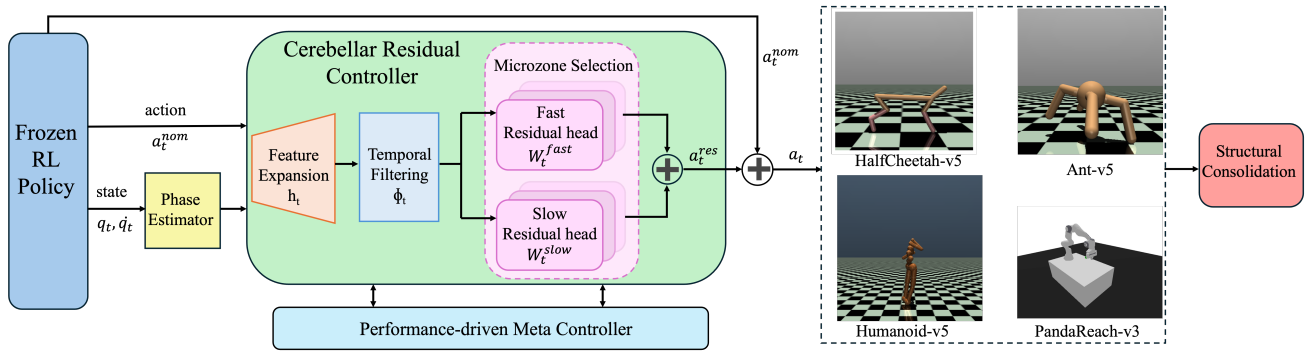 Frozen
RL
Policy
action
a_t^{nom}
state
q_t, \dot{q}_t
Phase
Estimator
Cerebellar Residual
Controller
Feature
Expansion
h_t
Temporal
Filtering
ϕ_t
Microzone Selection
Fast
Residual head
W_t^{fast}
Slow
Residual head
W_t^{slow}
a_t^{res}
a_t^{nom}
a_t
Performance-driven Meta Controller
HalfCheetah-v5
Ant-v5
Humanoid-v5
PandaReach-v3
Structural
Consolidation